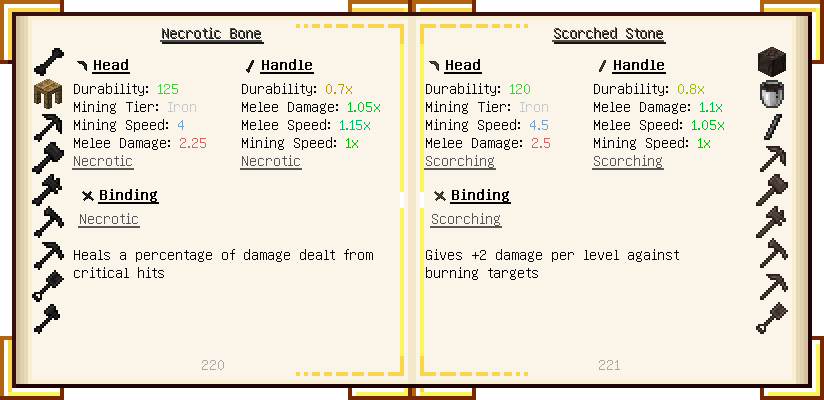 Necrotic Bone
Head
Durability: 125
Mining Tier: Iron
Mining Speed: 4
Melee Damage: 2.25
Necrotic
Handle
Durability: 0.7x
Melee Damage: 1.05x
Melee Speed: 1.15x
Mining Speed: 1x
Necrotic
Binding
Necrotic
Heals a percentage of damage dealt from
critical hits
220
Scorched Stone
Head
Durability: 120
Mining Tier: Iron
Mining Speed: 4.5
Melee Damage: 2.5
Scorching
Handle
Durability: 0.8x
Melee Damage: 1.1x
Melee Speed: 1.05x
Mining Speed: 1x
Scorching
Binding
Scorching
Gives +2 damage per level against
burning targets
221